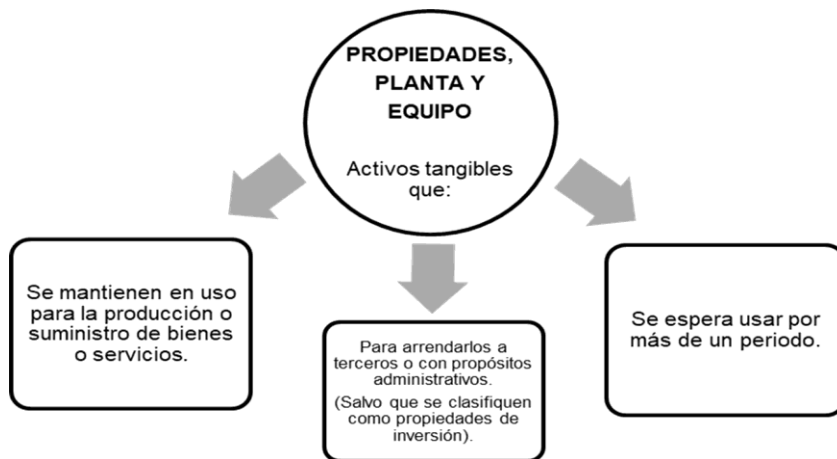 PROPIEDADES,
PLANTA Y
EQUIPO
Activos tangibles
que:
Se mantienen en uso
para la producción o
suministro de bienes
o servicios.
Para arrendarlos a
terceros o con propósitos
administrativos.
(Salvo que se clasifiquen
como propiedades de
inversión).
Se espera usar por
más de un periodo.